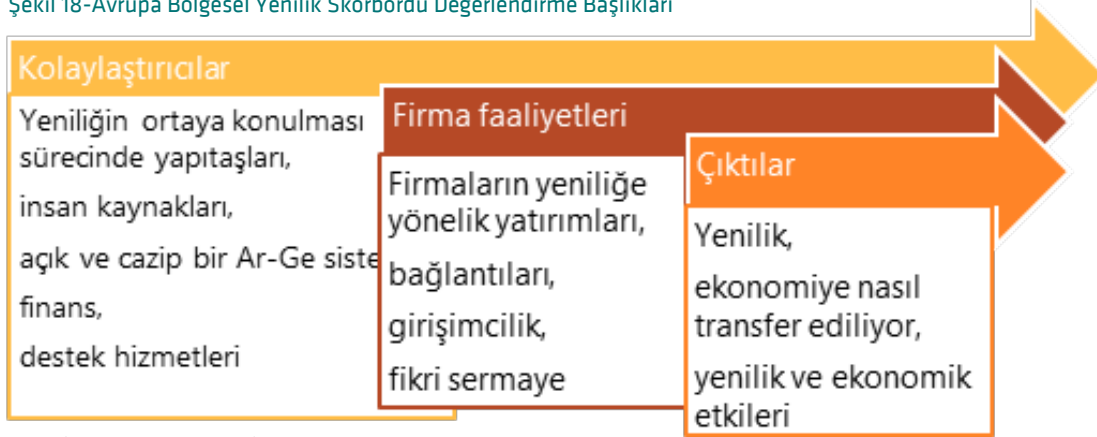 Şekil 18-Avrupa Bölgesel Yenilik Skorbordu Değerlendirme Başlıkları
Kolaylaştırıcılar
Yeniliğin ortaya konulması
sürecinde yapıtaşları,
insan kaynakları,
açık ve cazip bir Ar-Ge siste
finans,
destek hizmetleri
Firma faaliyetleri
Firmaların yeniliğe
yönelik yatırımları,
bağlantıları,
girişimcilik,
fikri sermaye
Çıktılar
Yenilik,
ekonomiye nasıl
transfer ediliyor,
yenilik ve ekonomik
etkileri